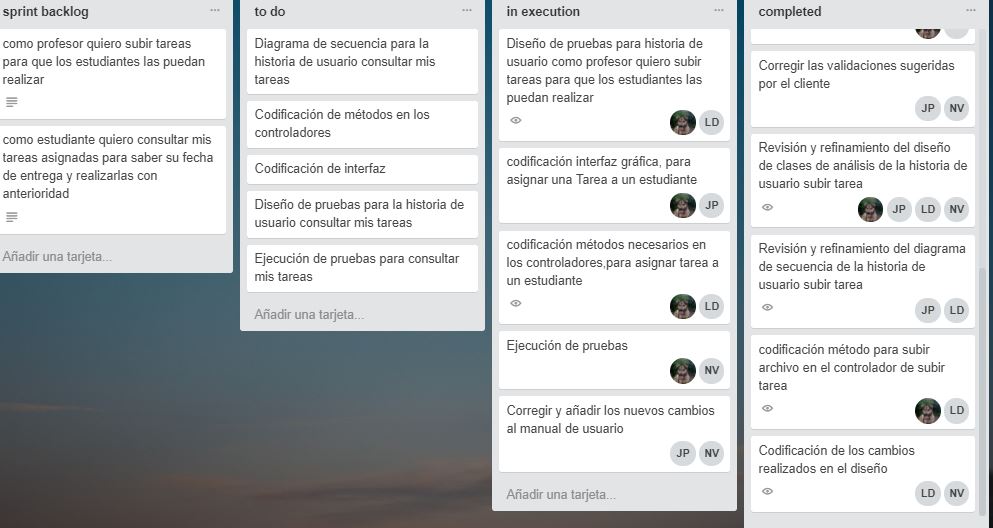 sprint backlog
como profesor quiero subir tareas
para que los estudiantes las puedan
realizar
como estudiante quiero consultar mis
tareas asignadas para saber su fecha
de entrega y realizarlas con
anterioridad
Añadir una tarjeta...
to do
Diagrama de secuencia para la
historia de usuario consultar mis
tareas
Codificación de métodos en los
controladores
Codificación de interfaz
Diseño de pruebas para la historia de
usuario consultar mis tareas
Ejecución de pruebas para consultar
mis tareas
Añadir una tarjeta...
in execution
Diseño de pruebas para historia de
usuario como profesor quiero subir
tareas para que los estudiantes las
puedan realizar
LD
codificación interfaz gráfica, para
asignar una Tarea a un estudiante
JP
codificación métodos necesarios en
los controladores,para asignar tarea a
un estudiante
LD
Ejecución de pruebas
NV
Corregir y añadir los nuevos cambios
al manual de usuario
JP NV
Añadir una tarjeta...
completed
Corregir las validaciones sugeridas
por el cliente
JP NV
Revisión y refinamiento del diseño
de clases de análisis de la historia de
usuario subir tarea
JP LD NV
Revisión y refinamiento del diagrama
de secuencia de la historia de
usuario subir tarea
JP LD
codificación método para subir
archivo en el controlador de subir
tarea
LD
Codificación de los cambios
realizados en el diseño
LD NV